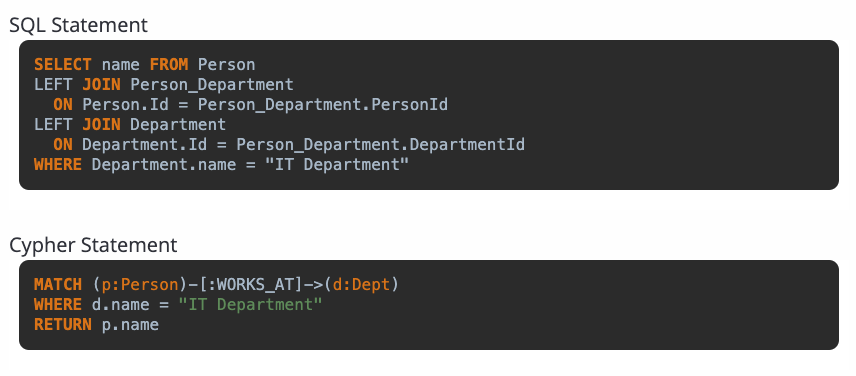 SQL Statement
SELECT name FROM Person
LEFT JOIN Person_Department
  ON Person.Id = Person_Department.PersonId
LEFT JOIN Department
  ON Department.Id = Person_Department.DepartmentId
WHERE Department.name = "IT Department"
Cypher Statement
MATCH (p:Person)-[:WORKS_AT]->(d:Dept)
WHERE d.name = "IT Department"
RETURN p.name